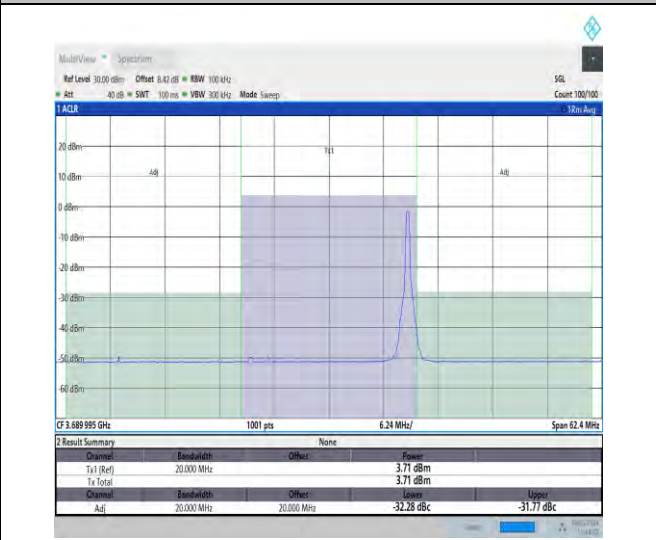 MultiView Spectrum
Ref Level 30.00 dBm Offset 8.42 dB RBW 100 kHz SGL
Att 40 dB SWT 100 ms VBW 300 kHz Mode Sweep Count 100/100
1 ACLR 1Rm Avg
Tx1
20 dBm
Adj Adj
10 dBm
0 dBm
-10 dBm
-20 dBm
-30 dBm
-40 dBm
-50 dBm
-60 dBm
CF 3.689995 GHz 1001 pts 6.24 MHz/ Span 62.4 MHz
2 Result Summary None
Channel Bandwidth Offset Power
Tx1 (Ref) 20.000 MHz 3.71 dBm
Tx Total 3.71 dBm
Channel Bandwidth Offset Lower Upper
Adj 20.000 MHz 20.000 MHz -32.28 dBc -31.77 dBc